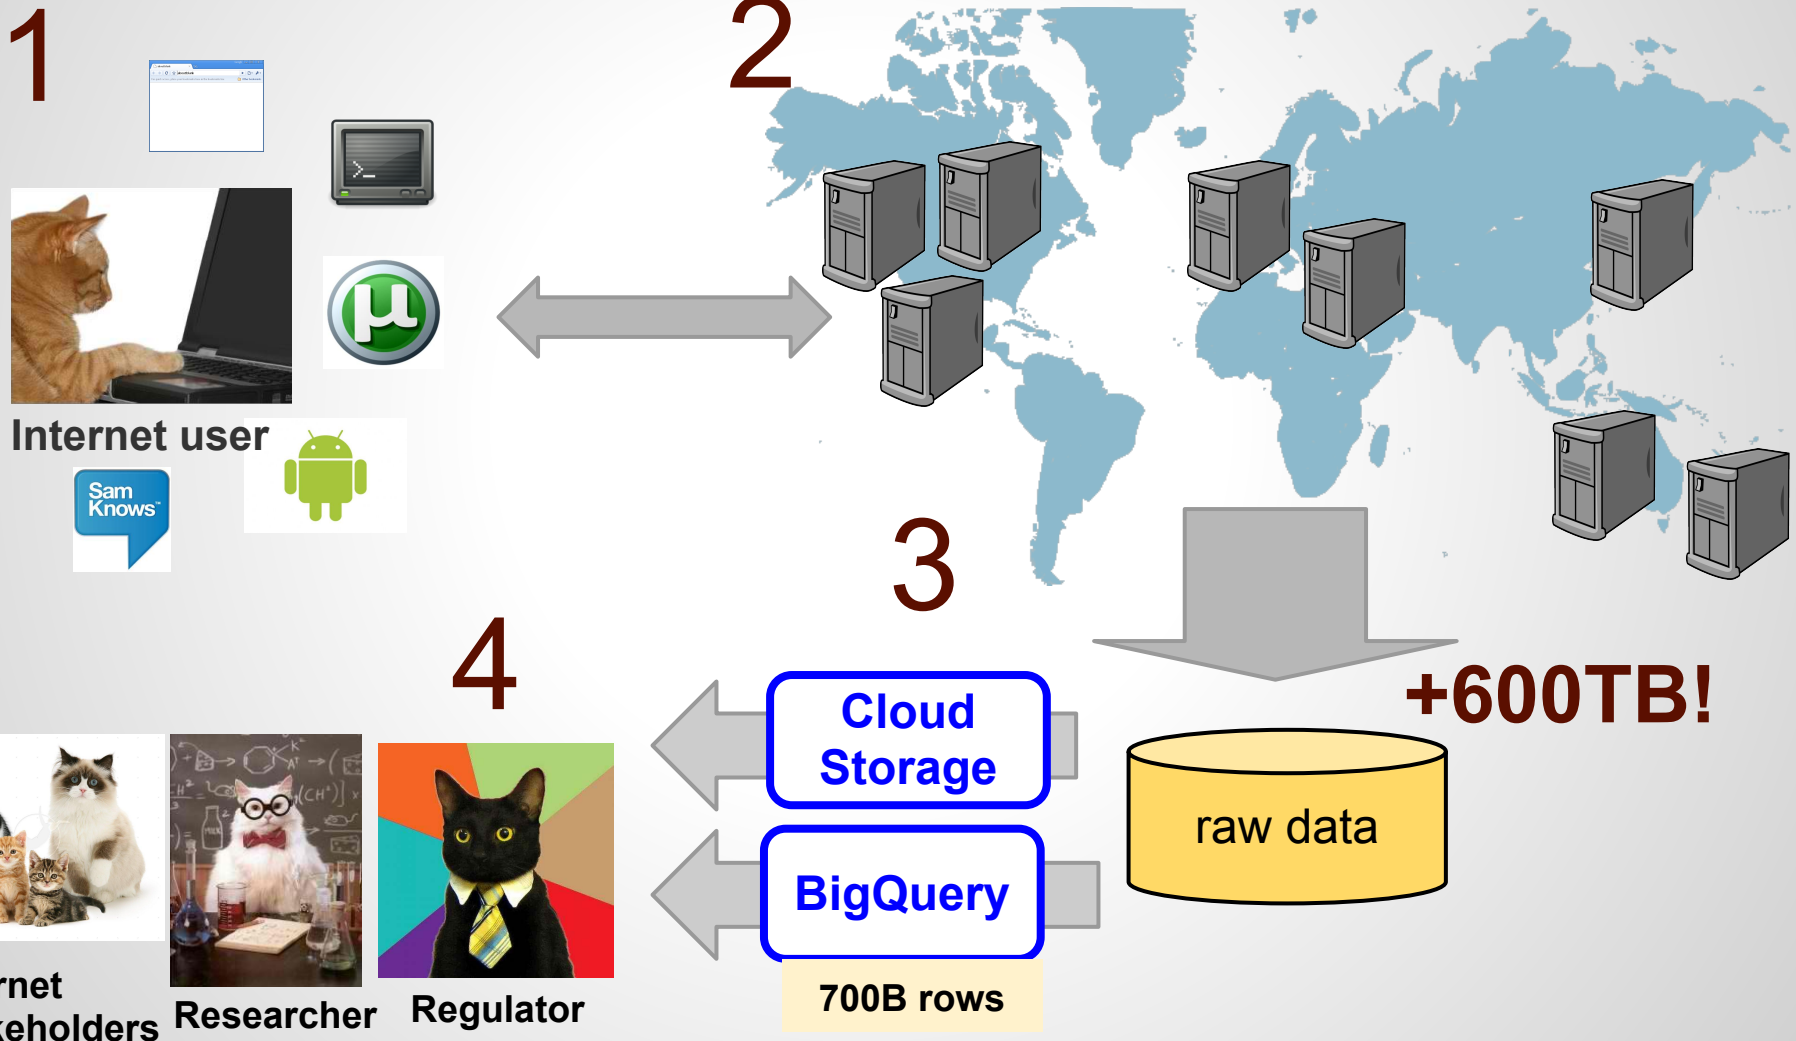 1
2
>_
µ
Internet user
Sam
Knows™
3
4
+600TB!
Cloud
Storage
raw data
BigQuery
700B rows
rnet
keholders
Researcher
Regulator